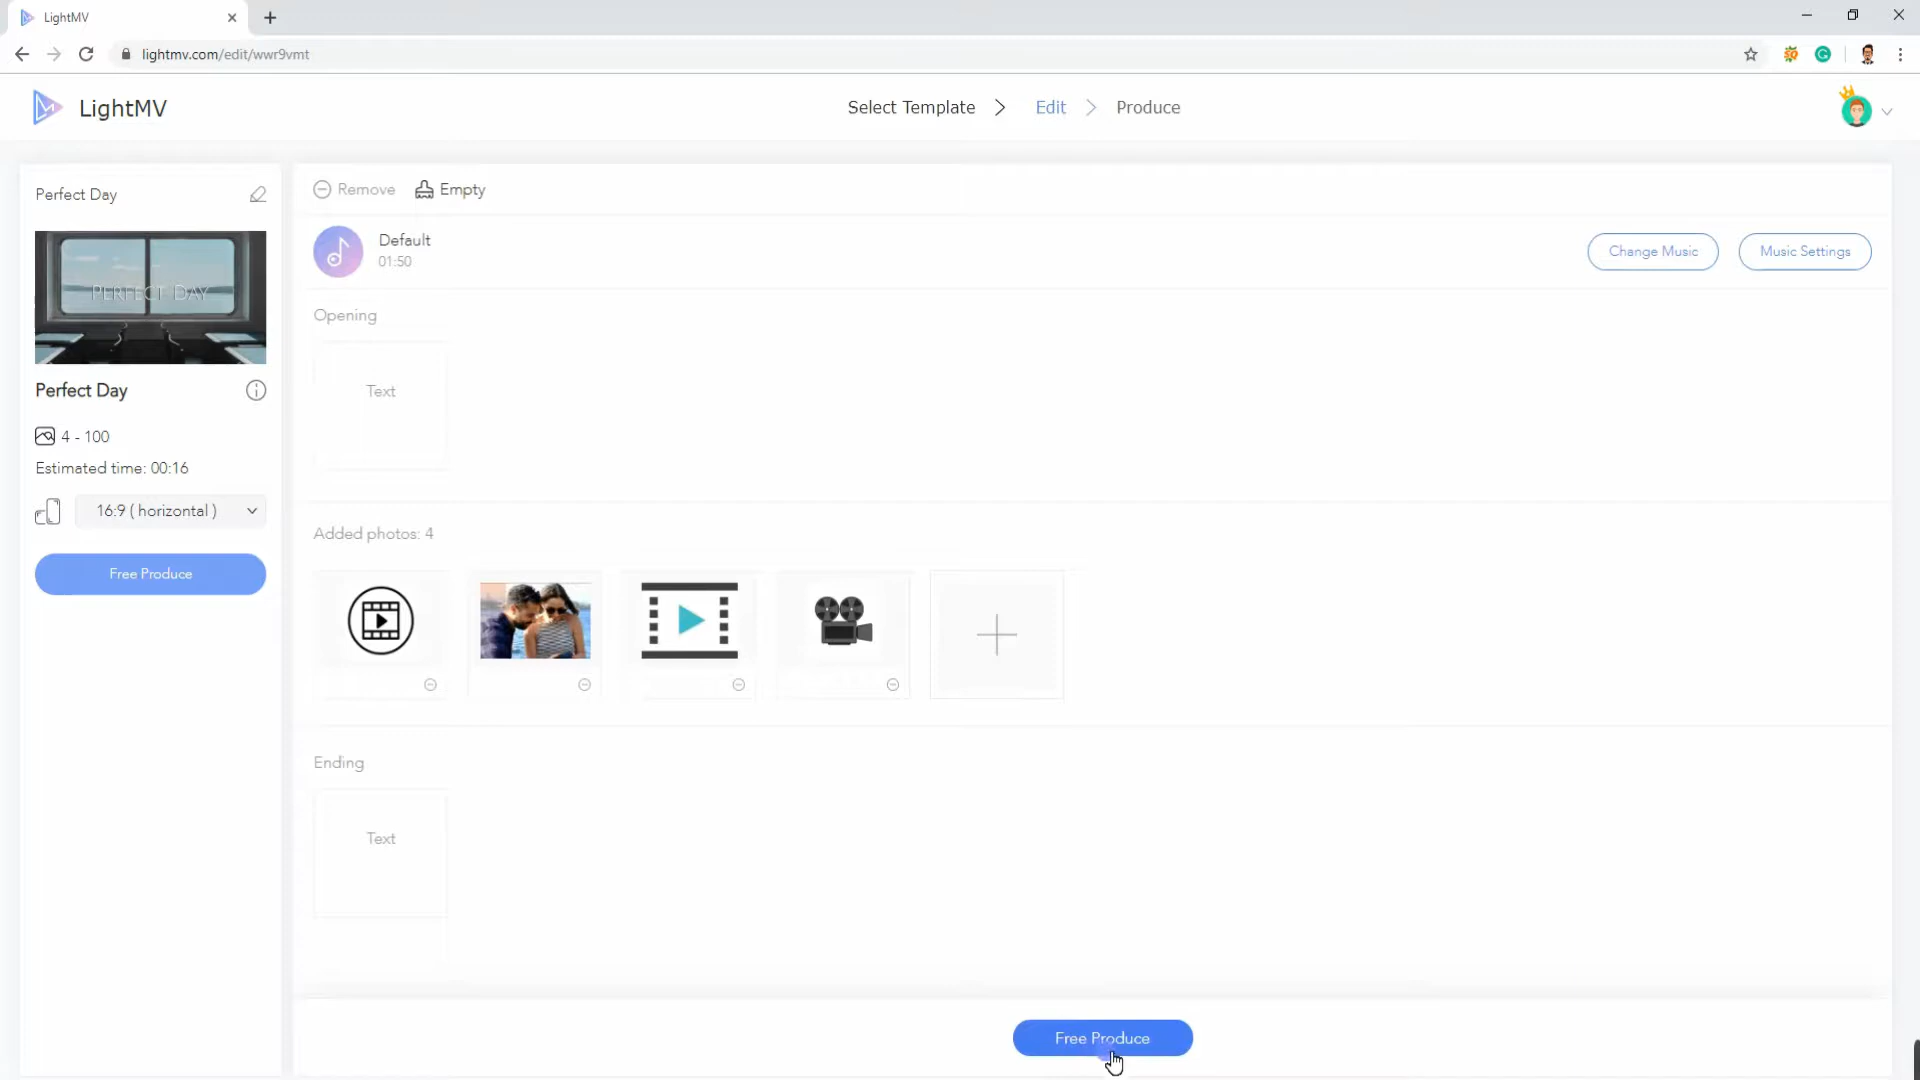 LightMV
lightmv.com/edit/wwr9vmt
LightMV
Select Template
Edit
Produce
Perfect Day
PERFECT DAY
Perfect Day
4 - 100
Estimated time: 00:16
16:9 ( horizontal )
Free Produce
Remove
Empty
Default
01:50
Change Music
Music Settings
Opening
Text
Added photos: 4
Ending
Text
Free Produce